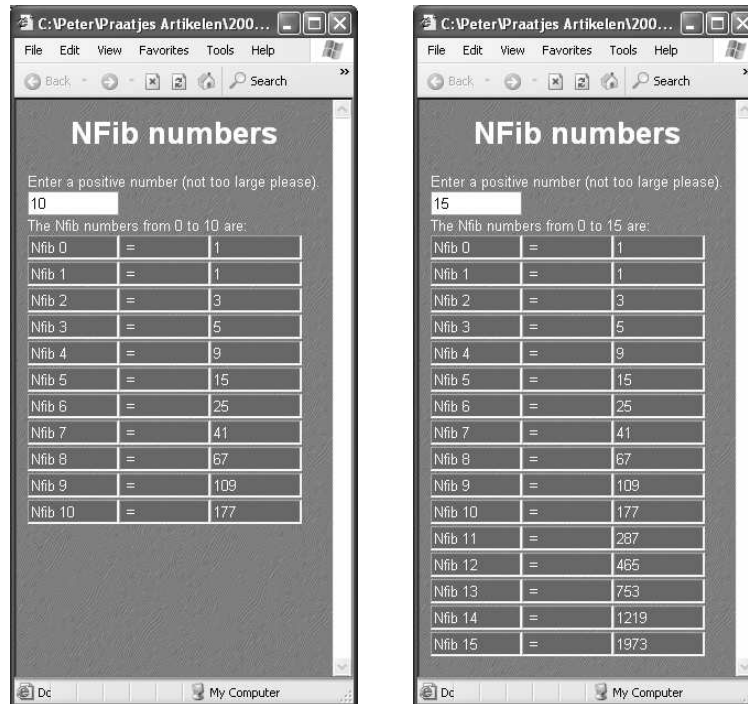 C:\Peter\Praatjes Artikelen\200...
File Edit View Favorites Tools Help
Back Search »
NFib numbers
Enter a positive number (not too large please).
10
The Nfib numbers from 0 to 10 are:
Nfib 0 = 1
Nfib 1 = 1
Nfib 2 = 3
Nfib 3 = 5
Nfib 4 = 9
Nfib 5 = 15
Nfib 6 = 25
Nfib 7 = 41
Nfib 8 = 67
Nfib 9 = 109
Nfib 10 = 177
Dc My Computer
C:\Peter\Praatjes Artikelen\200...
File Edit View Favorites Tools Help
Back Search »
NFib numbers
Enter a positive number (not too large please).
15
The Nfib numbers from 0 to 15 are:
Nfib 0 = 1
Nfib 1 = 1
Nfib 2 = 3
Nfib 3 = 5
Nfib 4 = 9
Nfib 5 = 15
Nfib 6 = 25
Nfib 7 = 41
Nfib 8 = 67
Nfib 9 = 109
Nfib 10 = 177
Nfib 11 = 287
Nfib 12 = 465
Nfib 13 = 753
Nfib 14 = 1219
Nfib 15 = 1973
Dc My Computer